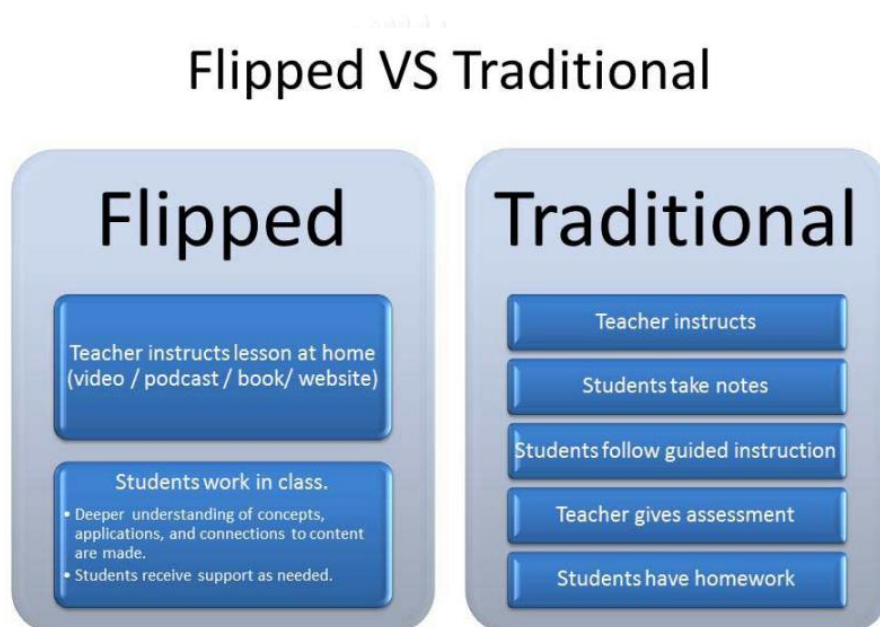 Flipped VS Traditional
Flipped
Teacher instructs lesson at home
(video / podcast / book/ website)
Students work in class.
• Deeper understanding of concepts,
applications, and connections to content
are made.
• Students receive support as needed.
Traditional
Teacher instructs
Students take notes
Students follow guided instruction
Teacher gives assessment
Students have homework